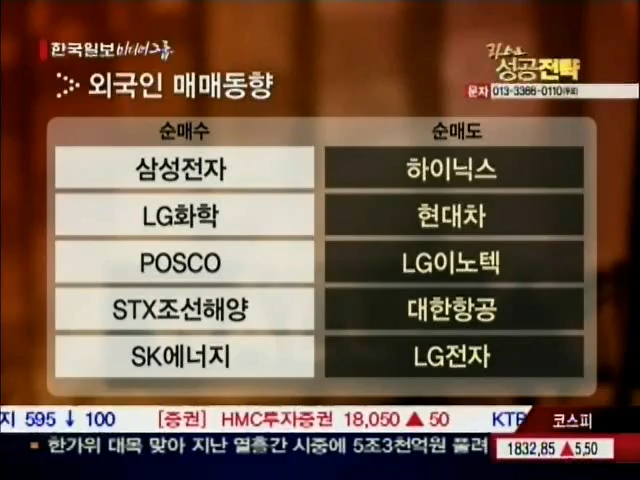 한국일보 미디어그룹
성공전략
외국인 매매동향
문자 013-3366-0110(유료)
순매수 순매도
삼성전자 하이닉스
LG화학 현대차
POSCO LG이노텍
STX조선해양 대한항공
SK에너지 LG전자
지 595 ↓ 100 [증권] HMC투자증권 18,050 ▲ 50 KTB 코스피
한가위 대목 맞아 지난 열흘간 시중에 5조3천억원 풀려 1832,85 ▲5,50